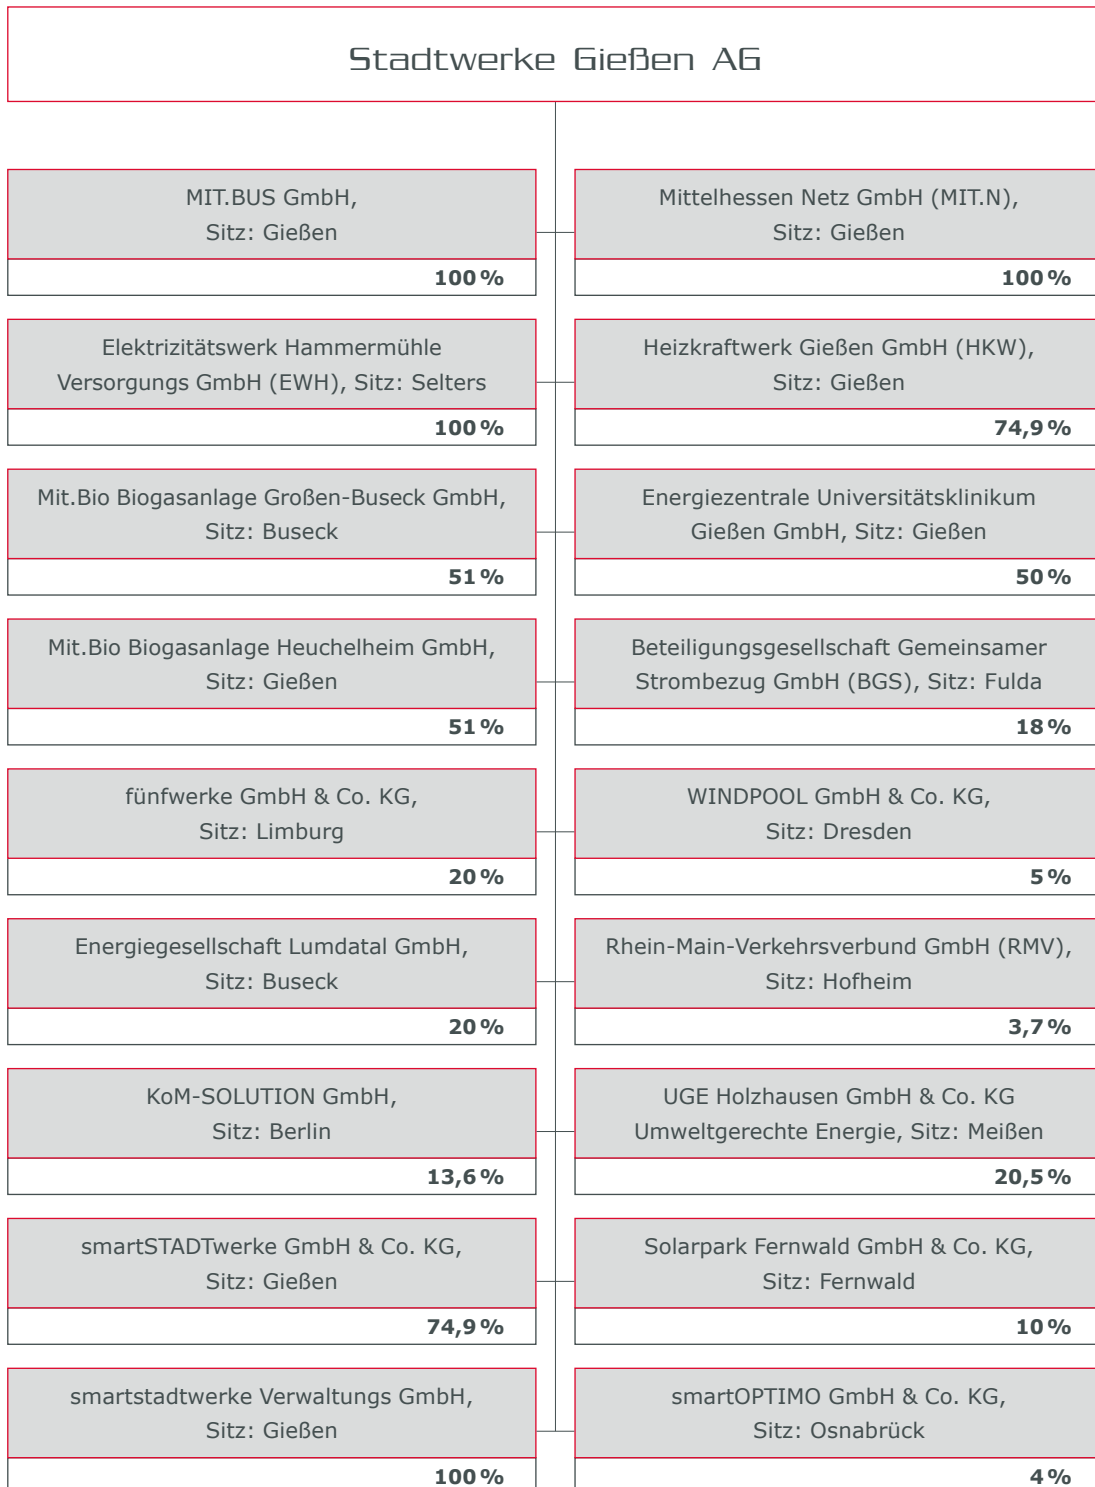 Stadtwerke Gießen AG
MIT.BUS GmbH,
Sitz: Gießen
100 %
Mittelhessen Netz GmbH (MIT.N),
Sitz: Gießen
100 %
Elektrizitätswerk Hammermühle
Versorgungs GmbH (EWH), Sitz: Selters
100 %
Heizkraftwerk Gießen GmbH (HKW),
Sitz: Gießen
74,9 %
Mit.Bio Biogasanlage Großen-Buseck GmbH,
Sitz: Buseck
51 %
Energiezentrale Universitätsklinikum
Gießen GmbH, Sitz: Gießen
50 %
Mit.Bio Biogasanlage Heuchelheim GmbH,
Sitz: Gießen
51 %
Beteiligungsgesellschaft Gemeinsamer
Strombezug GmbH (BGS), Sitz: Fulda
18 %
fünfwerke GmbH & Co. KG,
Sitz: Limburg
20 %
WINDPOOL GmbH & Co. KG,
Sitz: Dresden
5 %
Energiegesellschaft Lumdatal GmbH,
Sitz: Buseck
20 %
Rhein-Main-Verkehrsverbund GmbH (RMV),
Sitz: Hofheim
3,7 %
KoM-SOLUTION GmbH,
Sitz: Berlin
13,6 %
UGE Holzhausen GmbH & Co. KG
Umweltgerechte Energie, Sitz: Meißen
20,5 %
smartSTADTwerke GmbH & Co. KG,
Sitz: Gießen
74,9 %
Solarpark Fernwald GmbH & Co. KG,
Sitz: Fernwald
10 %
smartstadtwerke Verwaltungs GmbH,
Sitz: Gießen
100 %
smartOPTIMO GmbH & Co. KG,
Sitz: Osnabrück
4 %